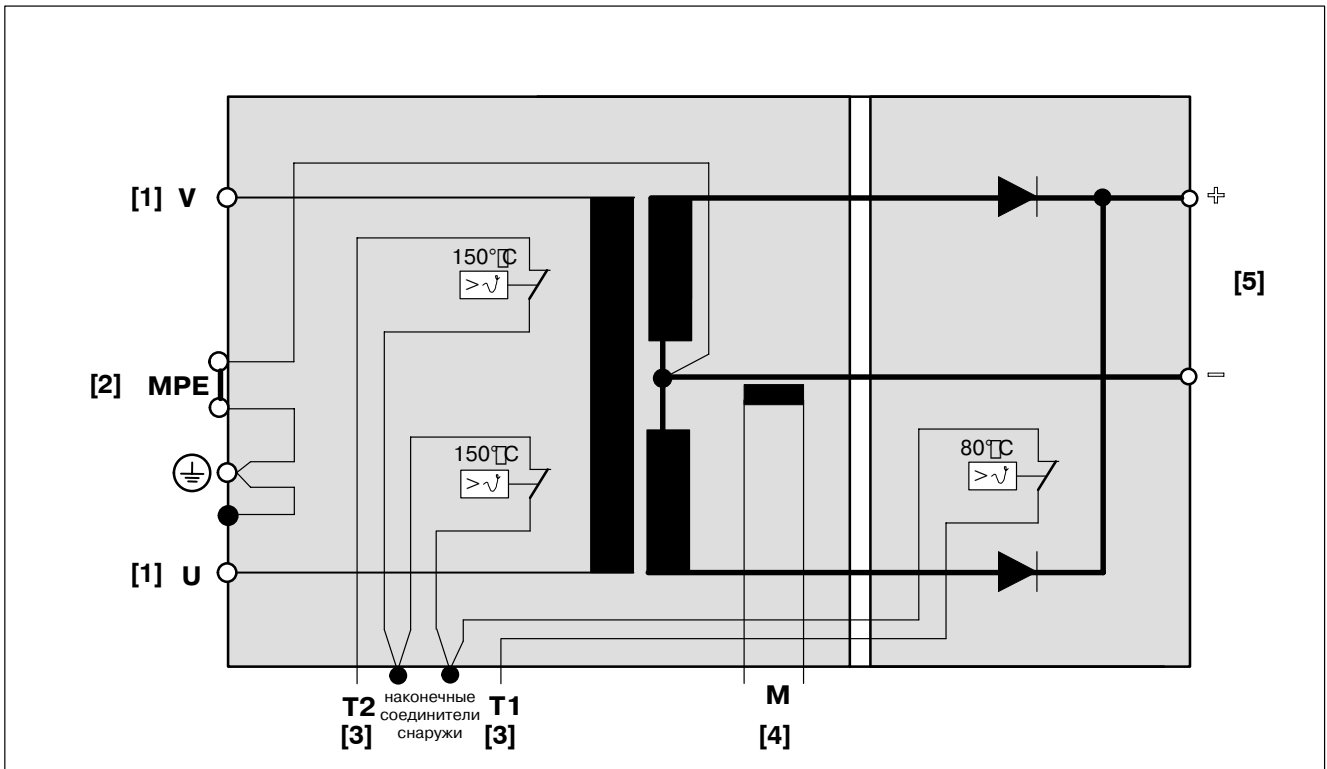 [1] V
+
150°▯C
>ϑ
[5]
[2] MPE
−
150°▯C
>ϑ
80°▯C
>ϑ
[1] U
T2 наконечные T1
соединители
[3] снаружи [3]
M
[4]